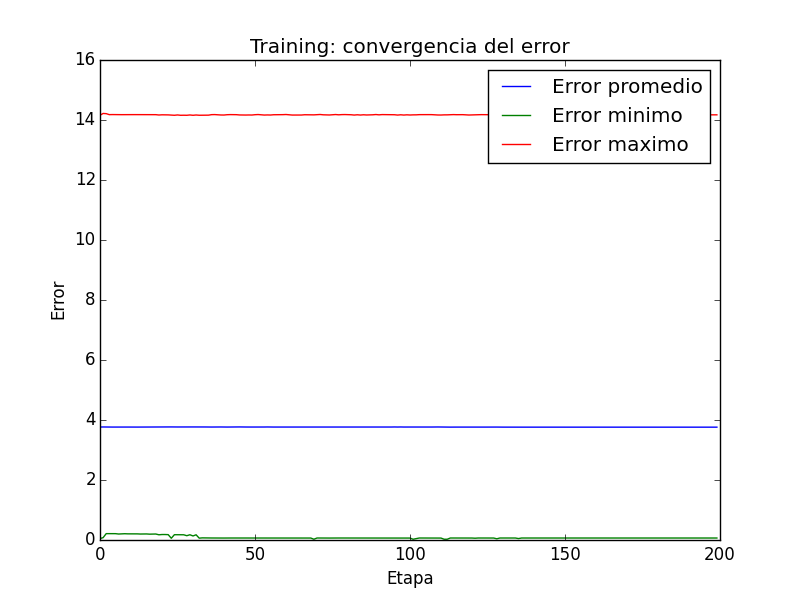 Training: convergencia del error
Error promedio
Error minimo
Error maximo
16
14
12
10
8
6
4
2
0
Error
0 50 100 150 200
Etapa